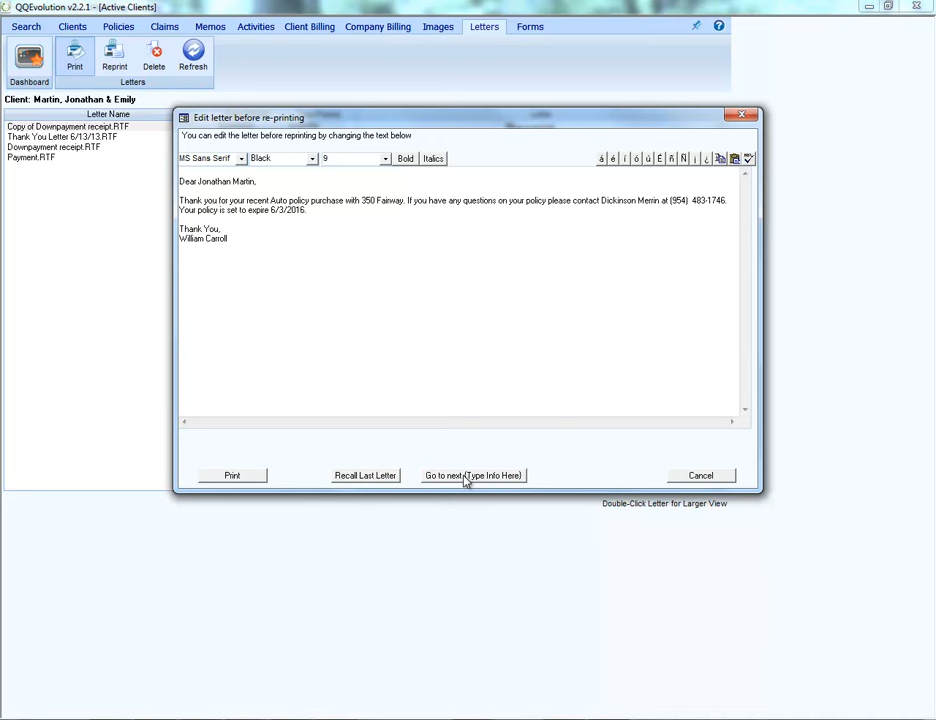 QQEvolution v2.2.1 - [Active Clients]
Search Clients Policies Claims Memos Activities Client Billing Company Billing Images Letters Forms
Dashboard Print Reprint Delete Refresh
Letters
Client: Martin, Jonathan & Emily
Letter Name
Copy of Downpayment receipt.RTF
Thank You Letter 6/13/13.RTF
Downpayment receipt.RTF
Payment.RTF
Edit letter before re-printing
You can edit the letter before reprinting by changing the text below
MS Sans Serif Black 9 Bold Italics á é í ó ú É ñ Ñ ¡ ¿
Dear Jonathan Martin,
Thank you for your recent Auto policy purchase with 350 Fairway. If you have any questions on your policy please contact Dickinson Merrin at (954) 483-1746.
Your policy is set to expire 6/3/2016.
Thank You,
William Carroll
Print Recall Last Letter Go to next {Type Info Here} Cancel
Double-Click Letter for Larger View